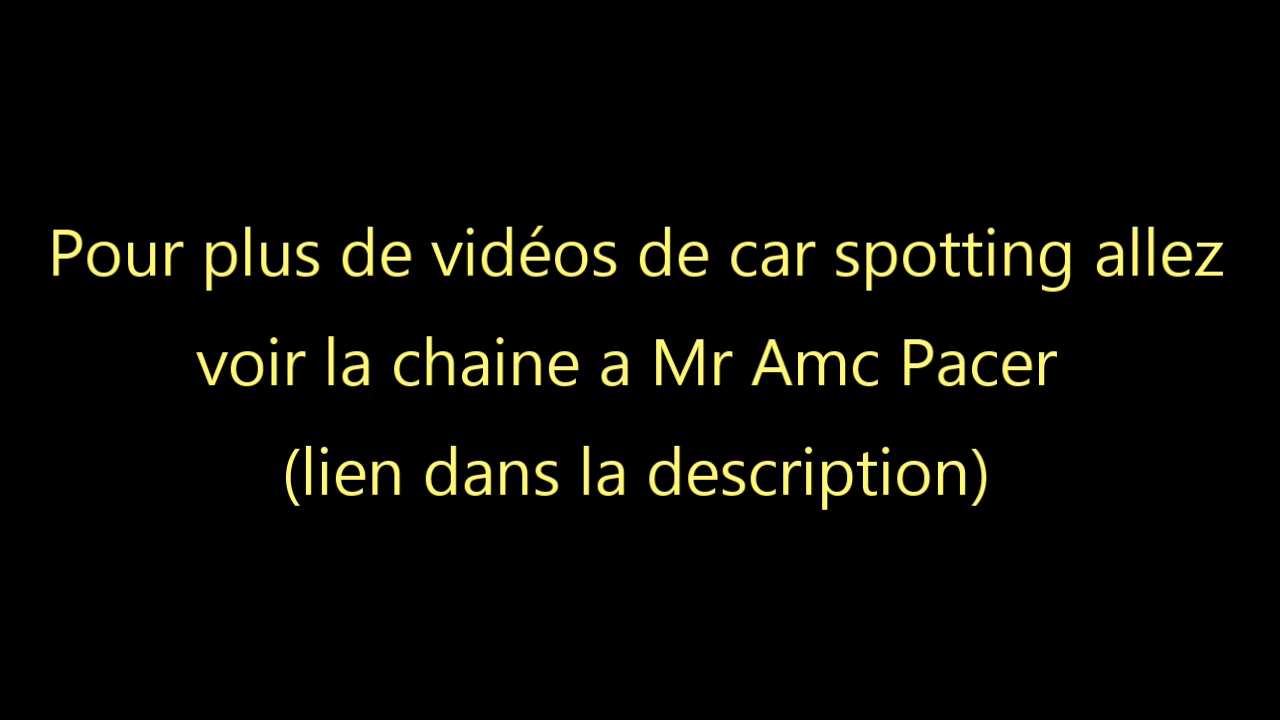 Pour plus de vidéos de car spotting allez
voir la chaine a Mr Amc Pacer
(lien dans la description)